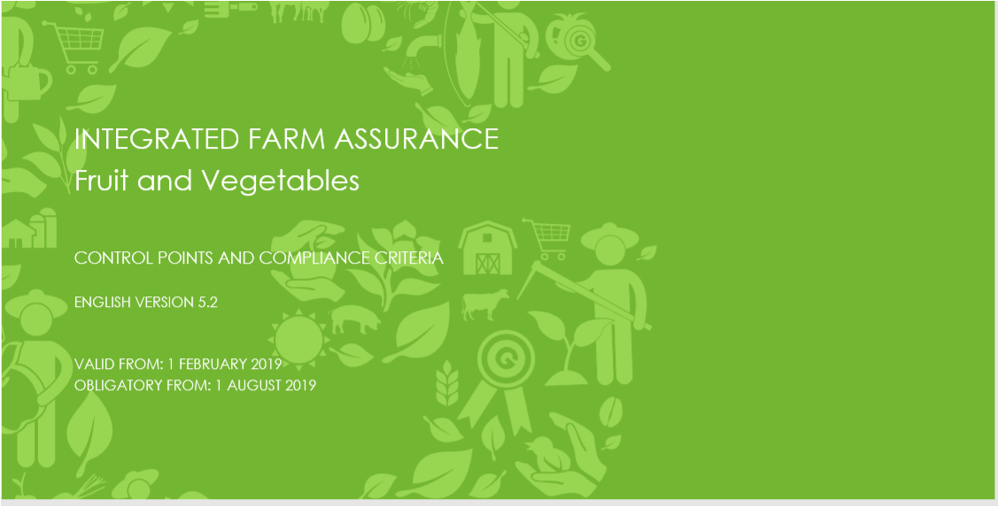 INTEGRATED FARM ASSURANCE
Fruit and Vegetables
CONTROL POINTS AND COMPLIANCE CRITERIA
ENGLISH VERSION 5.2
VALID FROM: 1 FEBRUARY 2019
OBLIGATORY FROM: 1 AUGUST 2019